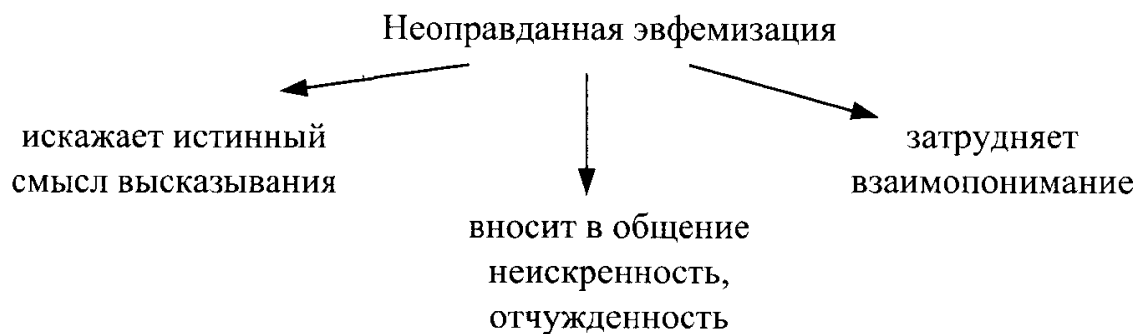 Неоправданная эвфемизация
искажает истинный
смысл высказывания
вносит в общение
неискренность,
отчужденность
затрудняет
взаимопонимание